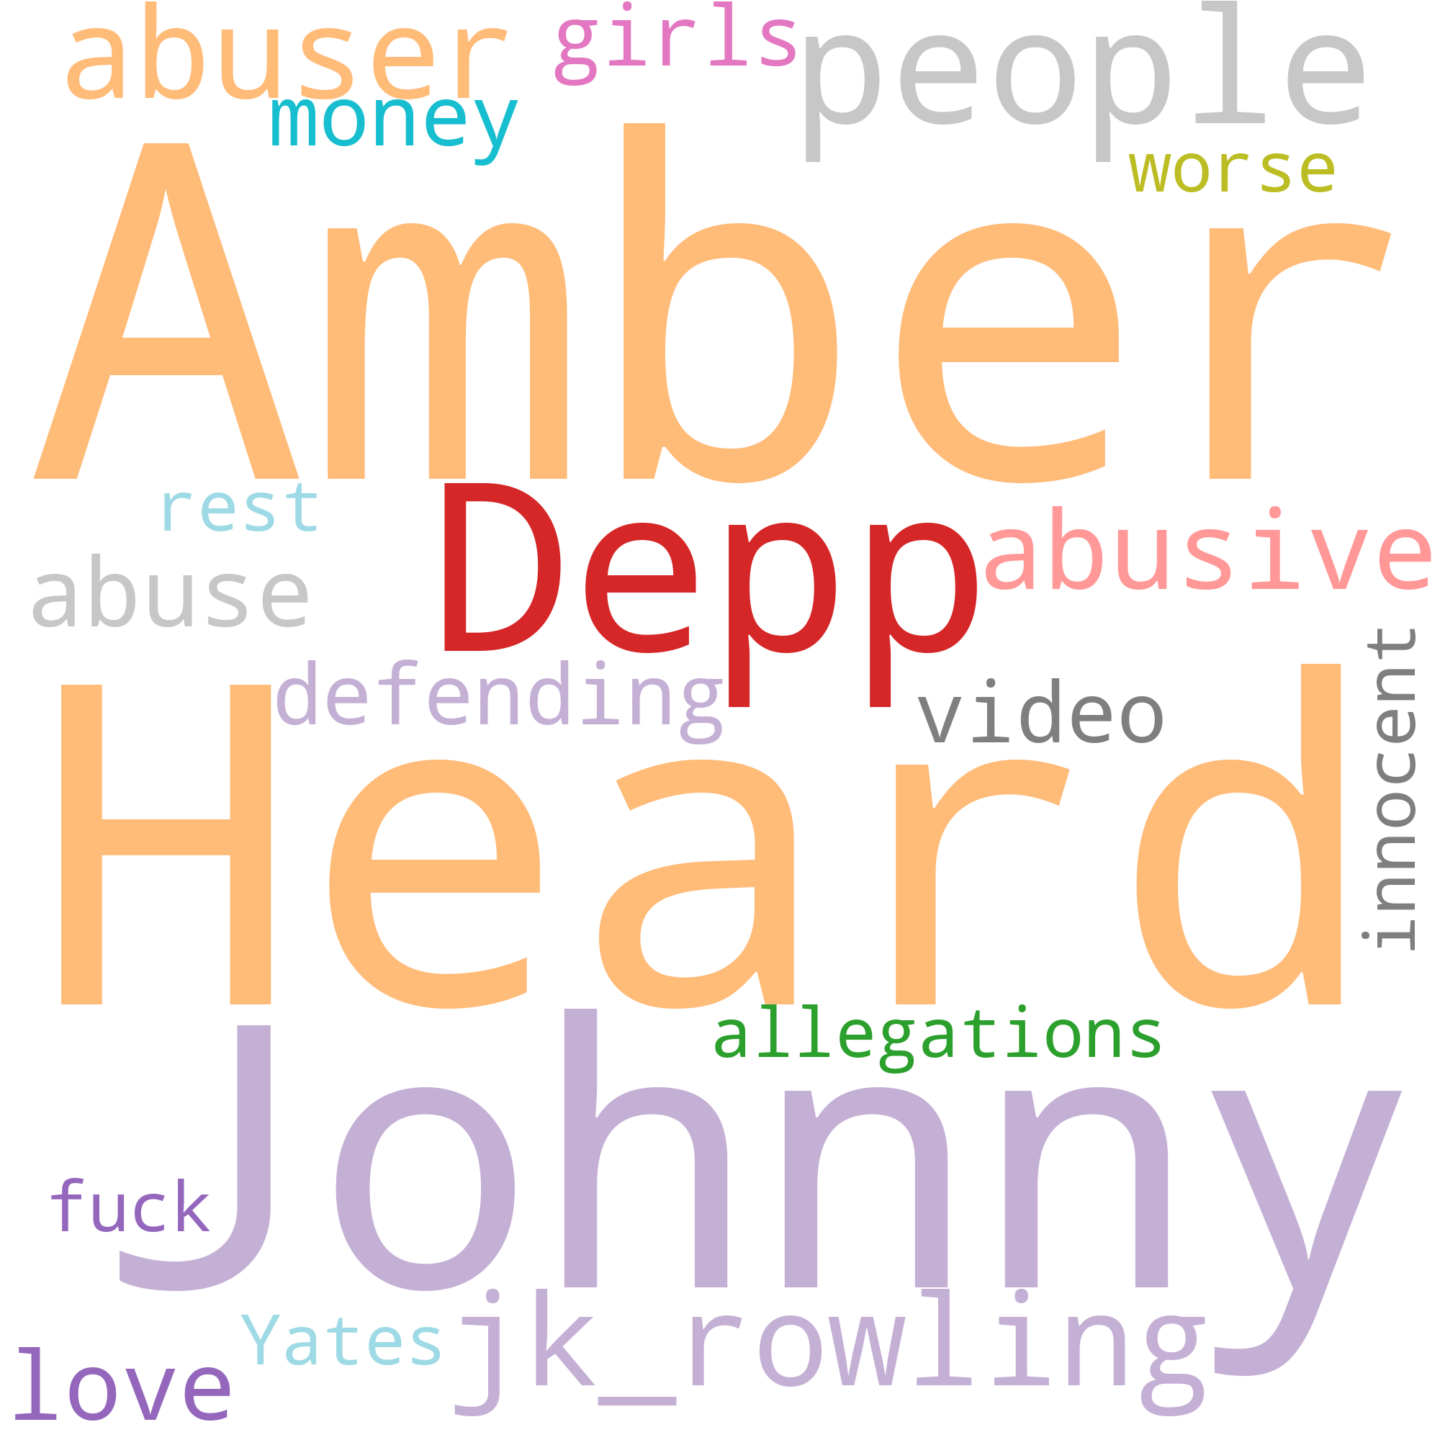 abuser girls people
money
worse
Amber
rest
Depp
abusive
abuse
defending
video
innocent
Heard
allegations
Johnny
fuck
jk_rowling
Yates
love